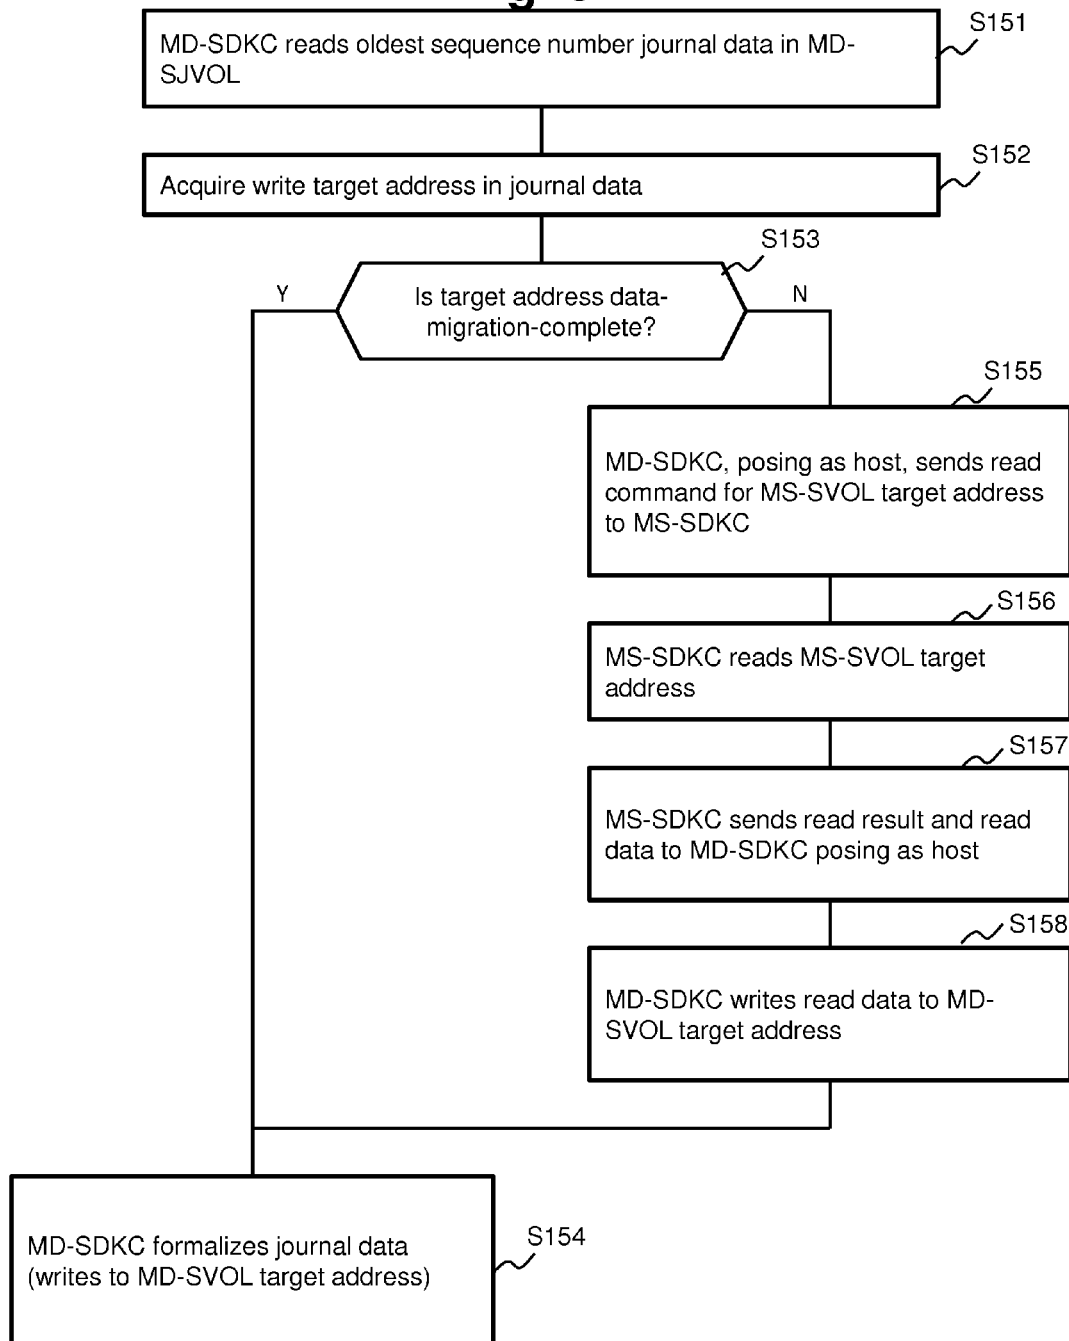 S151
MD-SDKC reads oldest sequence number journal data in MD-
SJVOL
S152
Acquire write target address in journal data
S153
Y
Is target address data-
migration-complete?
N
S155
MD-SDKC, posing as host, sends read
command for MS-SVOL target address
to MS-SDKC
S156
MS-SDKC reads MS-SVOL target
address
S157
MS-SDKC sends read result and read
data to MD-SDKC posing as host
S158
MD-SDKC writes read data to MD-
SVOL target address
S154
MD-SDKC formalizes journal data
(writes to MD-SVOL target address)